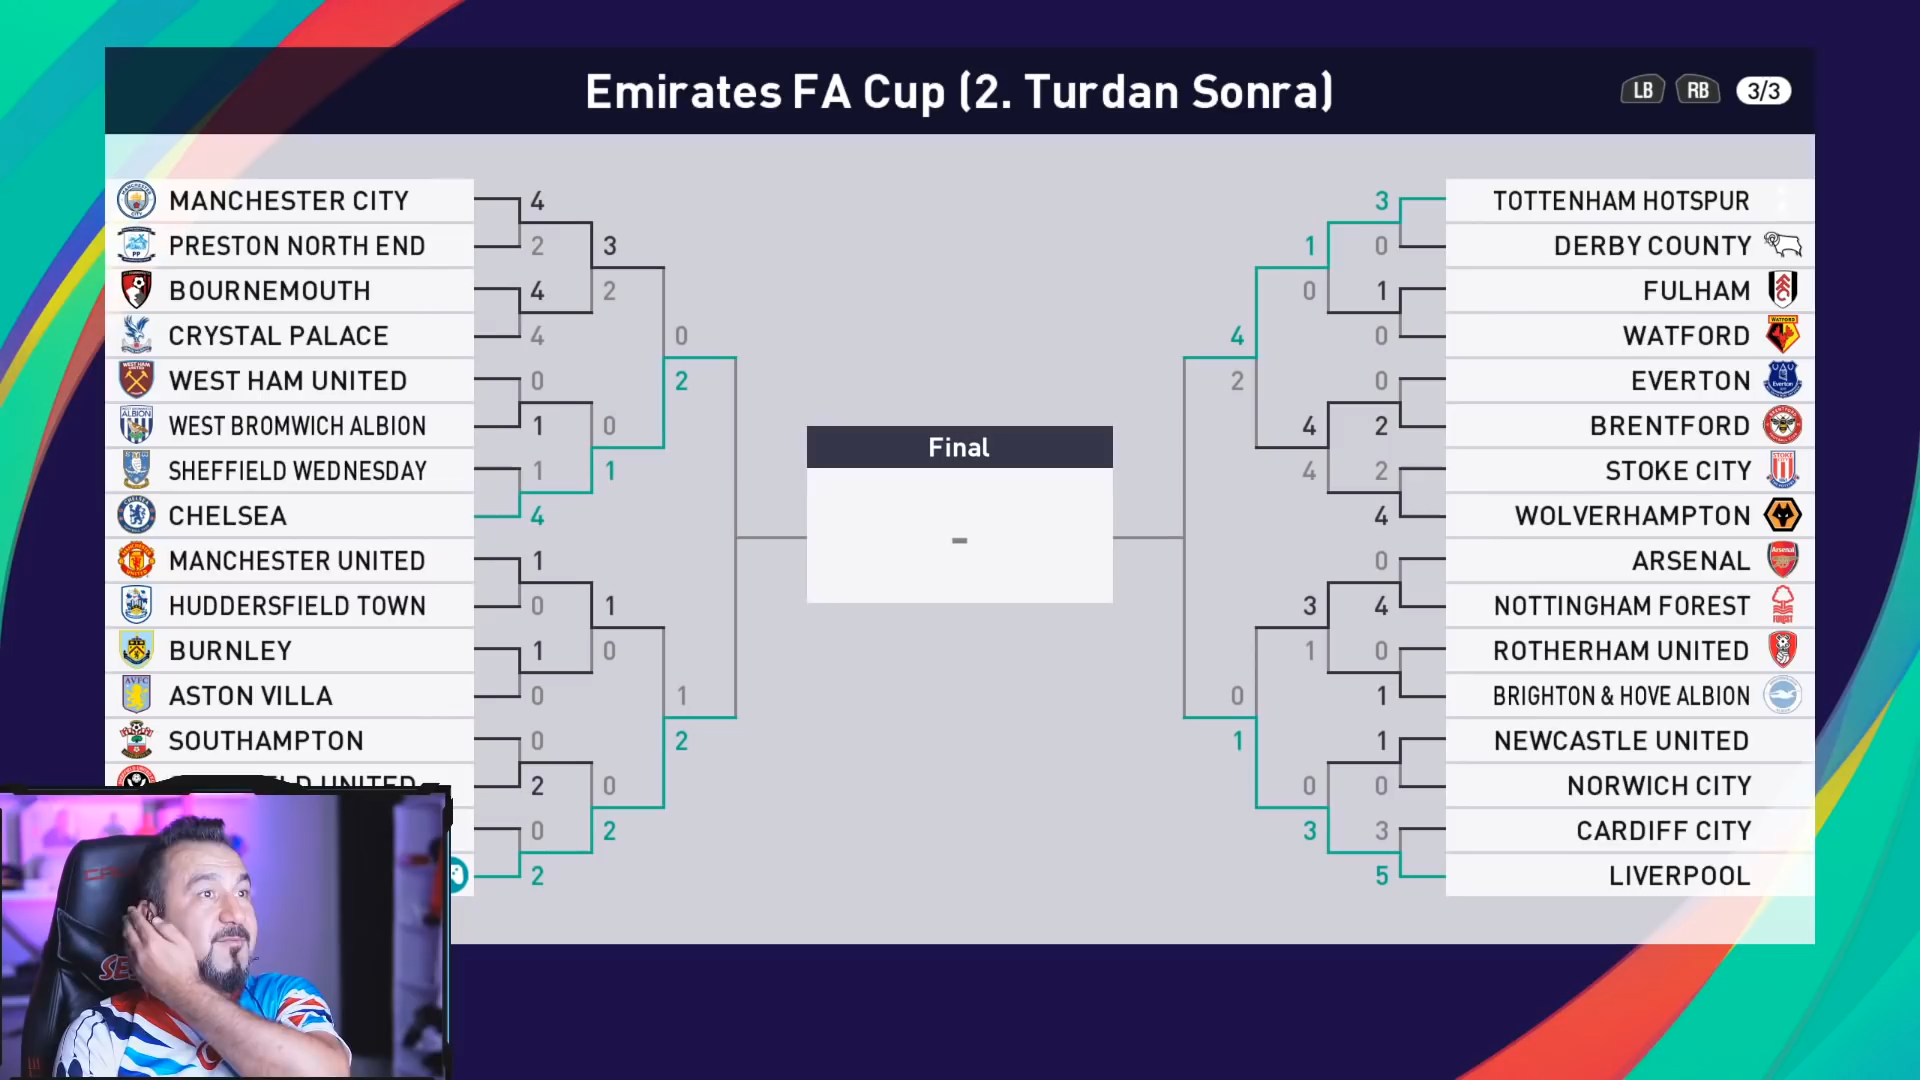 Emirates FA Cup (2. Turdan Sonra)
LB RB 3/3
MANCHESTER CITY 4
PRESTON NORTH END 2 3
BOURNEMOUTH 4 2
CRYSTAL PALACE 4 0
WEST HAM UNITED 0 2
WEST BROMWICH ALBION 1 0
SHEFFIELD WEDNESDAY 1 1
CHELSEA 4
MANCHESTER UNITED 1
HUDDERSFIELD TOWN 0 1
BURNLEY 1 0
ASTON VILLA 0 1
SOUTHAMPTON 0 2
UNITED 2 0
0 2
2
Final
-
3 TOTTENHAM HOTSPUR
1 0 DERBY COUNTY
0 1 FULHAM
4 0 WATFORD
2 0 EVERTON
4 2 BRENTFORD
4 2 STOKE CITY
4 WOLVERHAMPTON
0 ARSENAL
3 4 NOTTINGHAM FOREST
1 0 ROTHERHAM UNITED
0 1 BRIGHTON & HOVE ALBION
1 1 NEWCASTLE UNITED
0 0 NORWICH CITY
3 3 CARDIFF CITY
5 LIVERPOOL